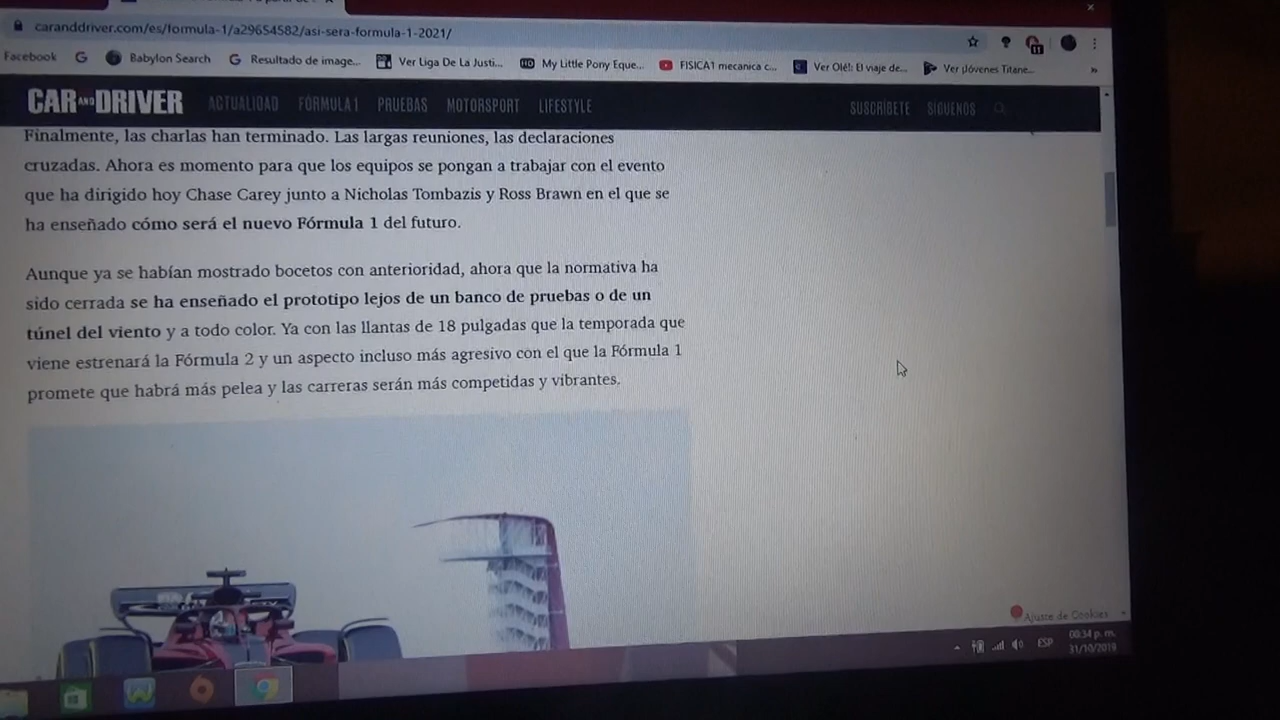 caranddriver.com/es/formula-1/a29654582/asi-sera-formula-1-2021/
Facebook Babylon Search Resultado de image... Ver Liga De La Justi... My Little Pony Eque... FISICA1 mecanica c... Ver Olé!: El viaje de... Ver Jóvenes Titane... »
CAR AND DRIVER ACTUALIDAD FÓRMULA 1 PRUEBAS MOTORSPORT LIFESTYLE SUSCRÍBETE SÍGUENOS
Finalmente, las charlas han terminado. Las largas reuniones, las declaraciones
cruzadas. Ahora es momento para que los equipos se pongan a trabajar con el evento
que ha dirigido hoy Chase Carey junto a Nicholas Tombazis y Ross Brawn en el que se
ha enseñado cómo será el nuevo Fórmula 1 del futuro.
Aunque ya se habían mostrado bocetos con anterioridad, ahora que la normativa ha
sido cerrada se ha enseñado el prototipo lejos de un banco de pruebas o de un
túnel del viento y a todo color. Ya con las llantas de 18 pulgadas que la temporada que
viene estrenará la Fórmula 2 y un aspecto incluso más agresivo con el que la Fórmula 1
promete que habrá más pelea y las carreras serán más competidas y vibrantes.
Ajuste de Cookies
ESP
00:34 p.m.
31/10/2019